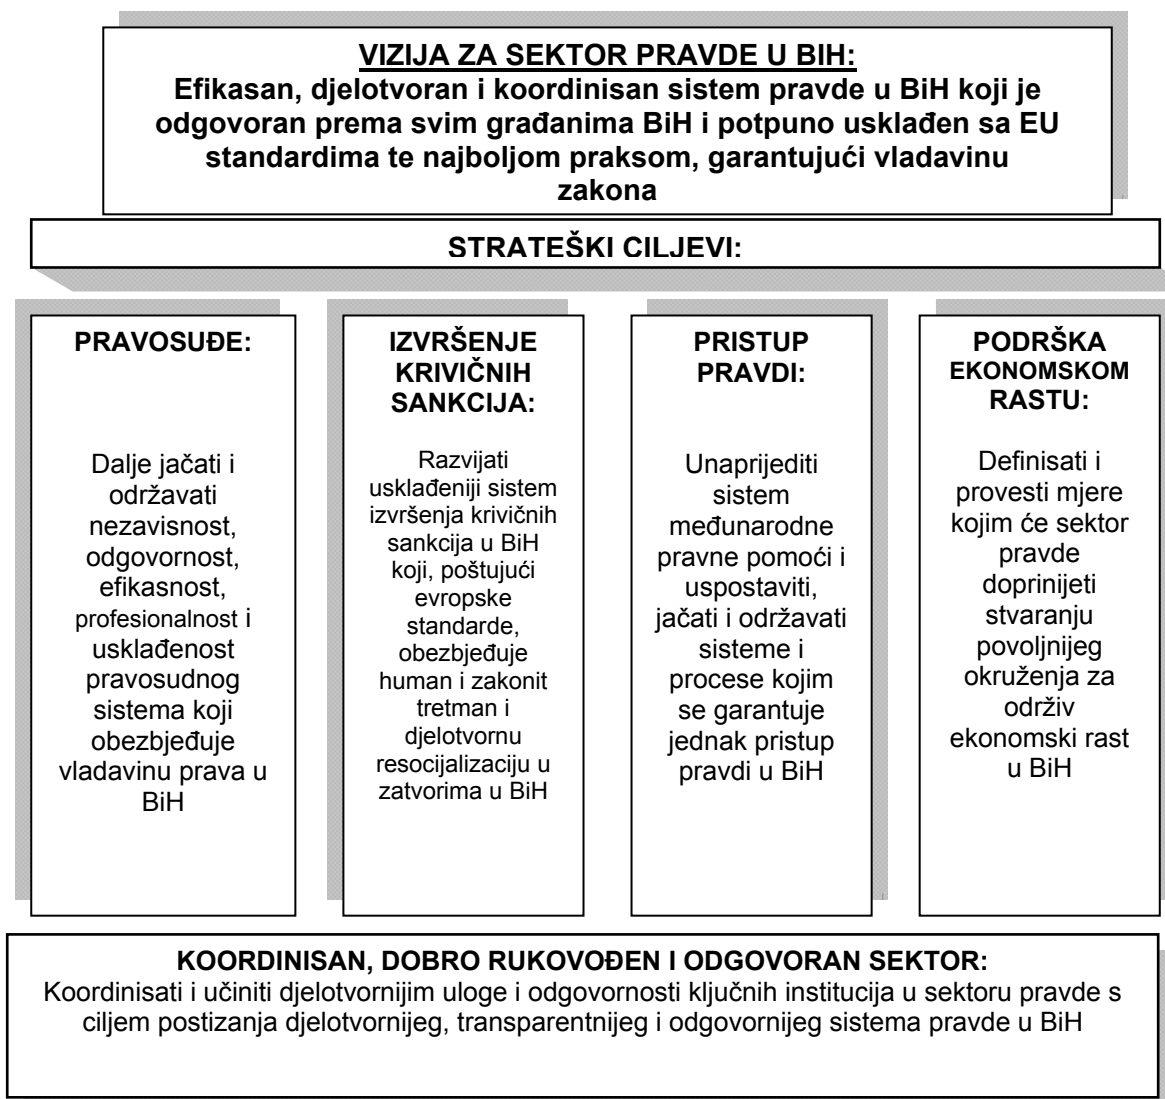 VIZIJA ZA SEKTOR PRAVDE U BIH:
Efikasan, djelotvoran i koordinisan sistem pravde u BiH koji je
odgovoran prema svim građanima BiH i potpuno usklađen sa EU
standardima te najboljom praksom, garantujući vladavinu
zakona
STRATEŠKI CILJEVI:
PRAVOSUĐE:
Dalje jačati i
održavati
nezavisnost,
odgovornost,
efikasnost,
profesionalnost i
usklađenost
pravosudnog
sistema koji
obezbjeđuje
vladavinu prava u
BiH
IZVRŠENJE
KRIVIČNIH
SANKCIJA:
Razvijati
usklađeniji sistem
izvršenja krivičnih
sankcija u BiH
koji, poštujući
evropske
standarde,
obezbjeđuje
human i zakonit
tretman i
djelotvornu
resocijalizaciju u
zatvorima u BiH
PRISTUP
PRAVDI:
Unaprijediti
sistem
međunarodne
pravne pomoći i
uspostaviti,
jačati i održavati
sisteme i
procese kojim
se garantuje
jednak pristup
pravdi u BiH
PODRŠKA
EKONOMSKOM
RASTU:
Definisati i
provesti mjere
kojim će sektor
pravde
doprinijeti
stvaranju
povoljnijeg
okruženja za
održiv
ekonomski rast
u BiH
KOORDINISAN, DOBRO RUKOVOĐEN I ODGOVORAN SEKTOR:
Koordinisati i učiniti djelotvornijim uloge i odgovornosti ključnih institucija u sektoru pravde s
ciljem postizanja djelotvornijeg, transparentnijeg i odgovornijeg sistema pravde u BiH